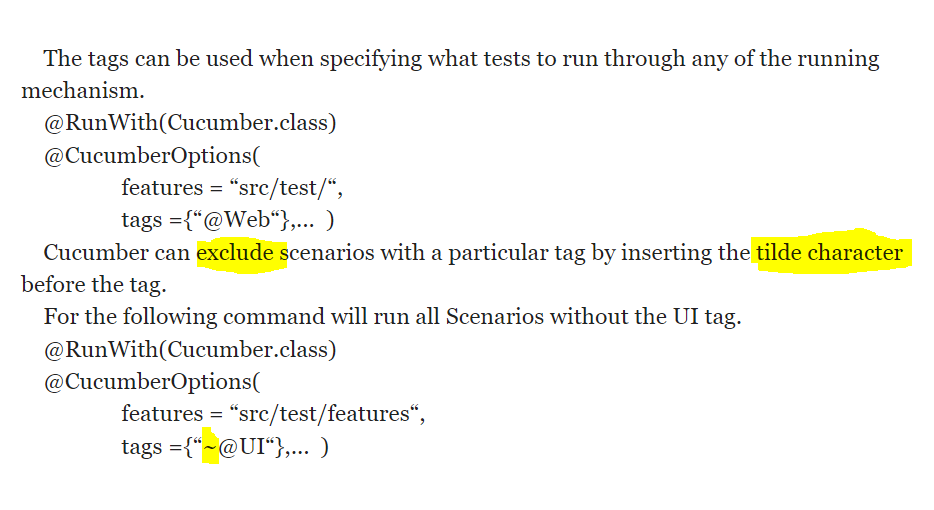 The tags can be used when specifying what tests to run through any of the running
mechanism.
@RunWith(Cucumber.class)
@CucumberOptions(
features = “src/test/“,
tags ={“@Web“},... )
Cucumber can exclude scenarios with a particular tag by inserting the tilde character
before the tag.
For the following command will run all Scenarios without the UI tag.
@RunWith(Cucumber.class)
@CucumberOptions(
features = “src/test/features“,
tags ={“~@UI“},... )